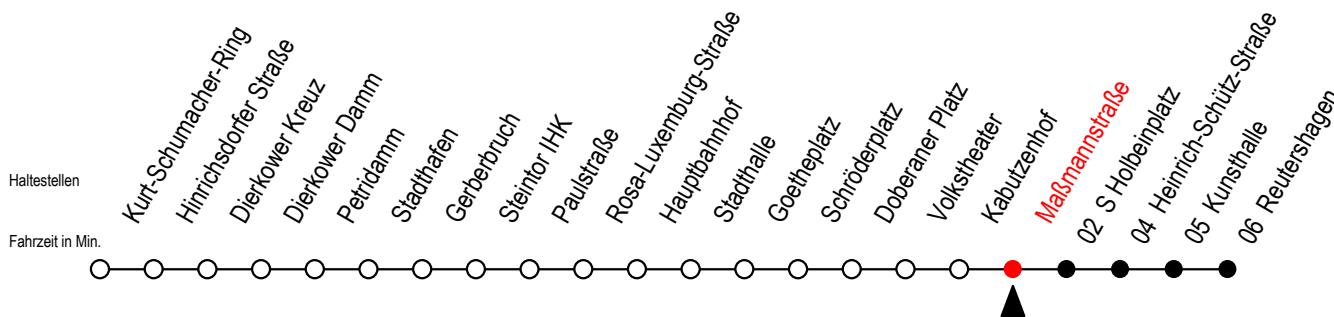 Haltestellen
Kurt-Schumacher-Ring
Hinrichsdorfer Straße
Dierkower Kreuz
Dierkower Damm
Petridamm
Stadthafen
Gerberbruch
Steintor IHK
Paulstraße
Rosa-Luxemburg-Straße
Hauptbahnhof
Stadthalle
Goetheplatz
Schröderplatz
Doberaner Platz
Volkstheater
Kabutzenhof
Maßmannstraße
02 S Holbeinplatz
04 Heinrich-Schütz-Straße
05 Kunsthalle
06 Reutershagen
Fahrzeit in Min.